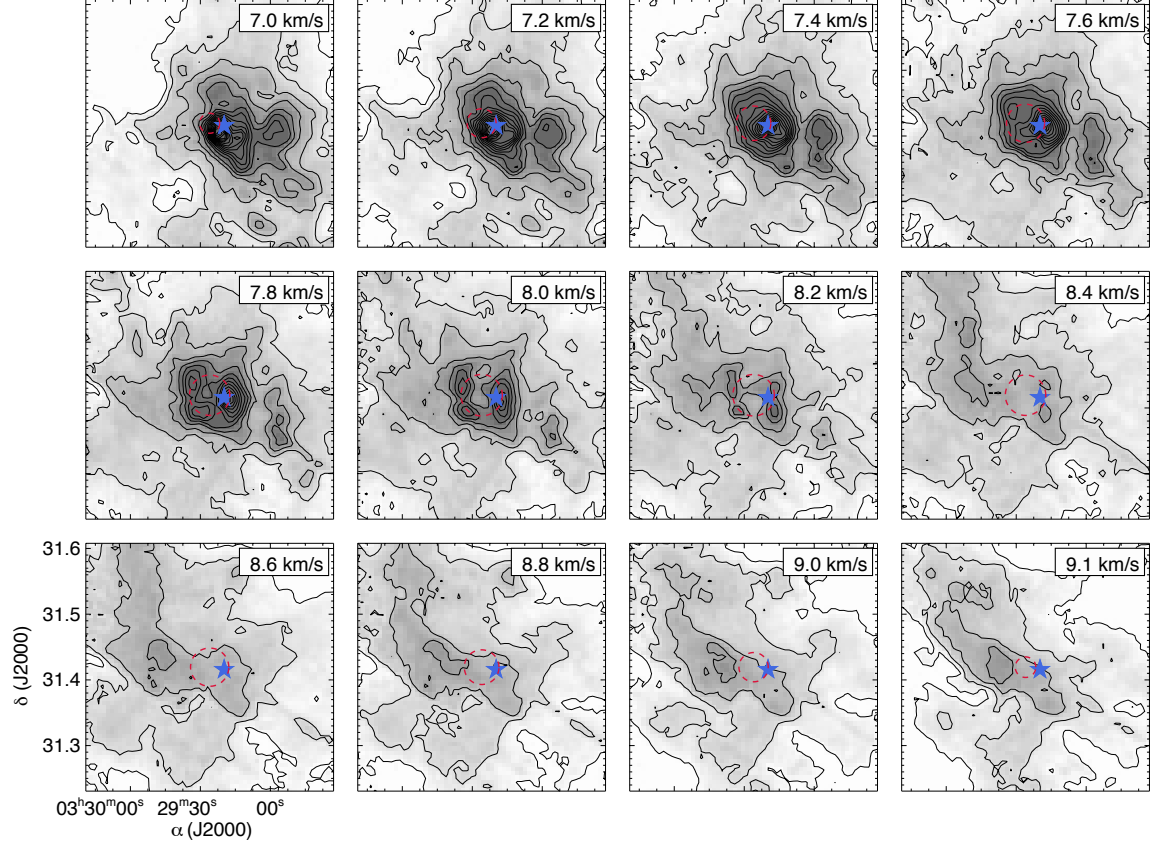 7.0 km/s
7.2 km/s
7.4 km/s
7.6 km/s
7.8 km/s
8.0 km/s
8.2 km/s
8.4 km/s
8.6 km/s
8.8 km/s
9.0 km/s
9.1 km/s
31.6
31.5
31.4
31.3
δ (J2000)
03ʰ30ᵐ00ˢ 29ᵐ30ˢ 00ˢ
α (J2000)